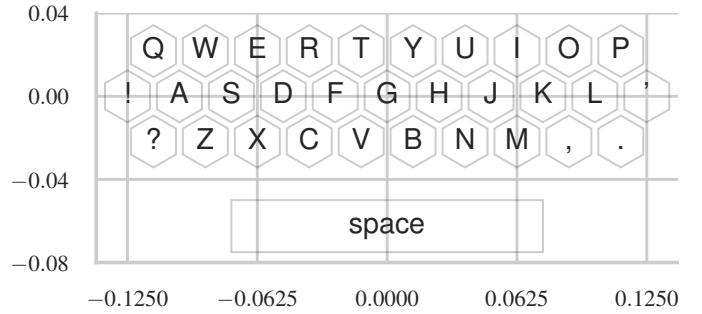 0.04
Q W E R T Y U I O P
0.00
! A S D F G H J K L '
? Z X C V B N M , .
−0.04
space
−0.08
−0.1250 −0.0625 0.0000 0.0625 0.1250